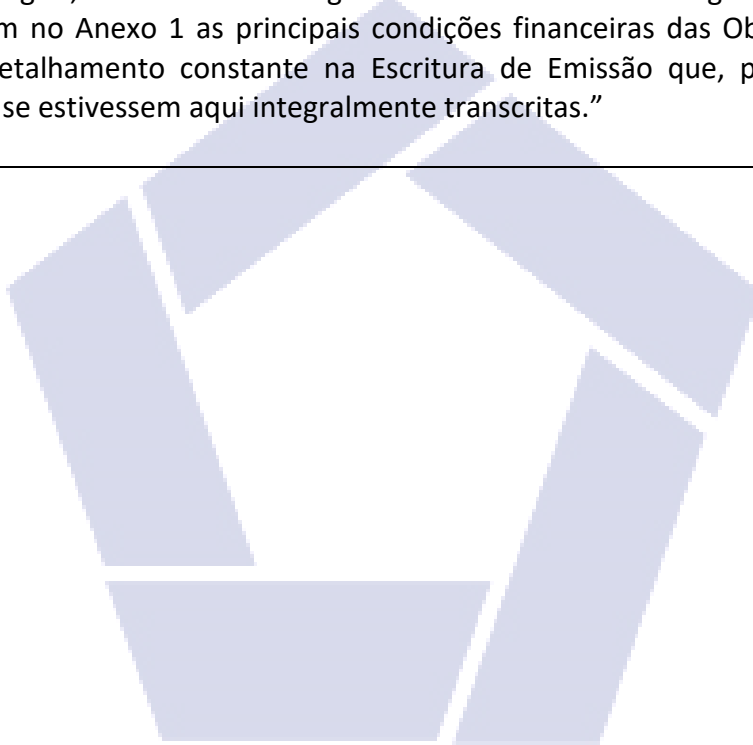 m no Anexo 1 as principais condições financeiras das Ob
etalhamento constante na Escritura de Emissão que, p
se estivessem aqui integralmente transcritas.”